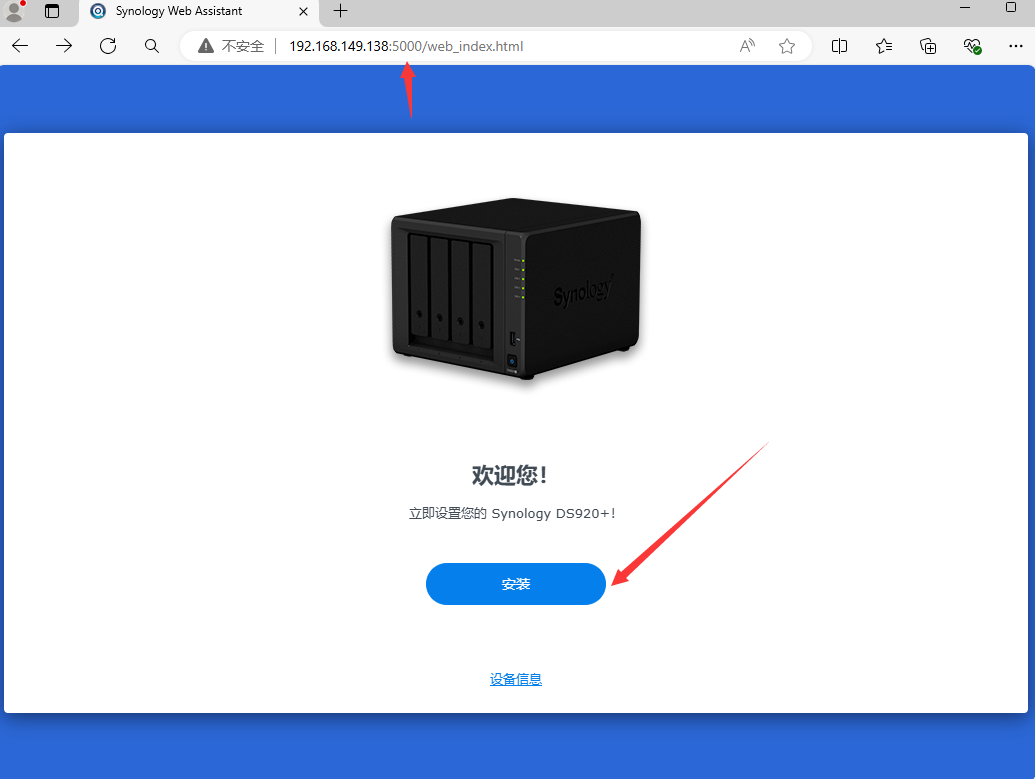 Synology Web Assistant
不安全
192.168.149.138:5000/web_index.html
Synology
欢迎您！
立即设置您的 Synology DS920+！
安装
设备信息